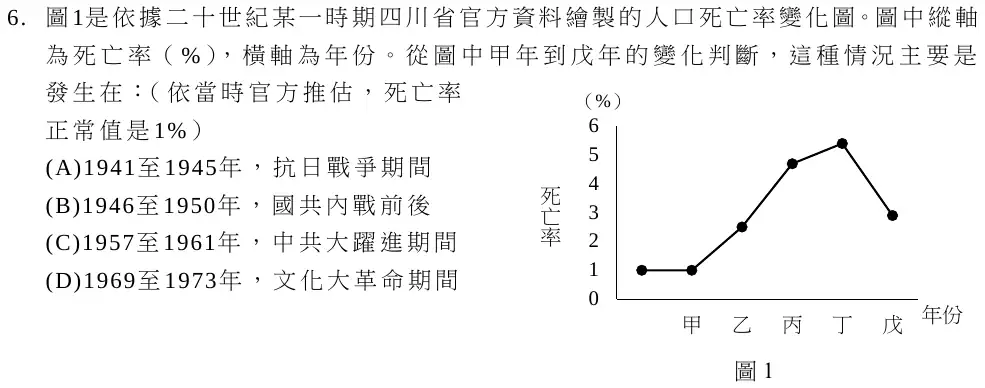 6. 圖1是依據二十世紀某一時期四川省官方資料繪製的人口死亡率變化圖。圖中縱軸
為死亡率（%），橫軸為年份。從圖中甲年到戊年的變化判斷，這種情況主要是
發生在：（依當時官方推估，死亡率
正常值是1%）
(A)1941至1945年，抗日戰爭期間
(B)1946至1950年，國共內戰前後
(C)1957至1961年，中共大躍進期間
(D)1969至1973年，文化大革命期間
（%）
6
5
4
3
2
1
0
死亡率
甲 乙 丙 丁 戊 年份
圖1